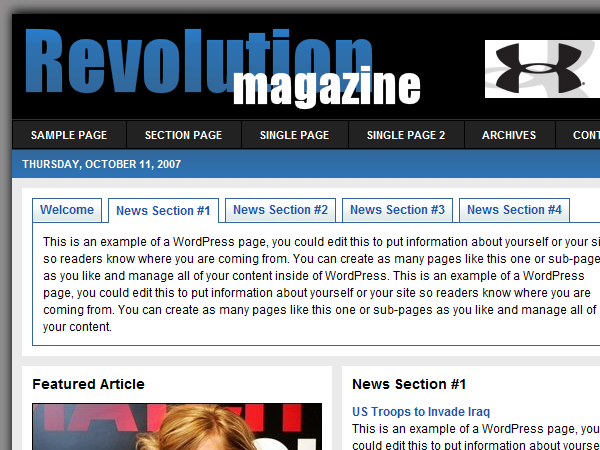 Revolution
magazine
SAMPLE PAGE SECTION PAGE SINGLE PAGE SINGLE PAGE 2 ARCHIVES CONT
THURSDAY, OCTOBER 11, 2007
Welcome News Section #1 News Section #2 News Section #3 News Section #4
This is an example of a WordPress page, you could edit this to put information about yourself or your si
so readers know where you are coming from. You can create as many pages like this one or sub-page
as you like and manage all of your content inside of WordPress. This is an example of a WordPress
page, you could edit this to put information about yourself or your site so readers know where you are
coming from. You can create as many pages like this one or sub-pages as you like and manage all of
your content.
Featured Article
News Section #1
US Troops to Invade Iraq
This is an example of a WordPress page, you
could edit this to put information about yourse